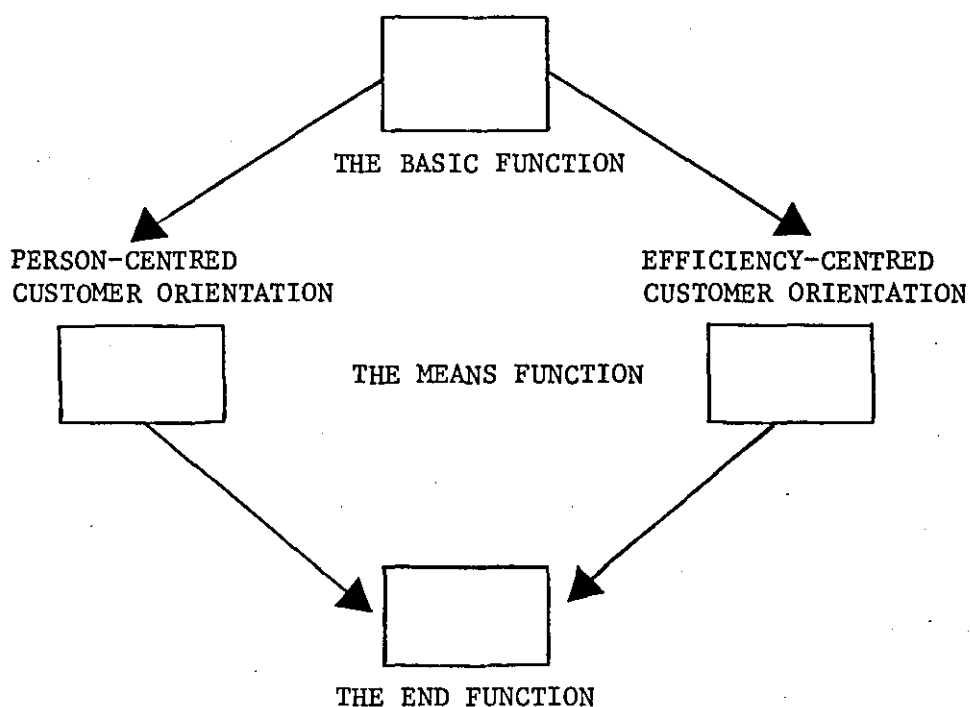 THE BASIC FUNCTION
PERSON-CENTRED
CUSTOMER ORIENTATION
EFFICIENCY-CENTRED
CUSTOMER ORIENTATION
THE MEANS FUNCTION
THE END FUNCTION